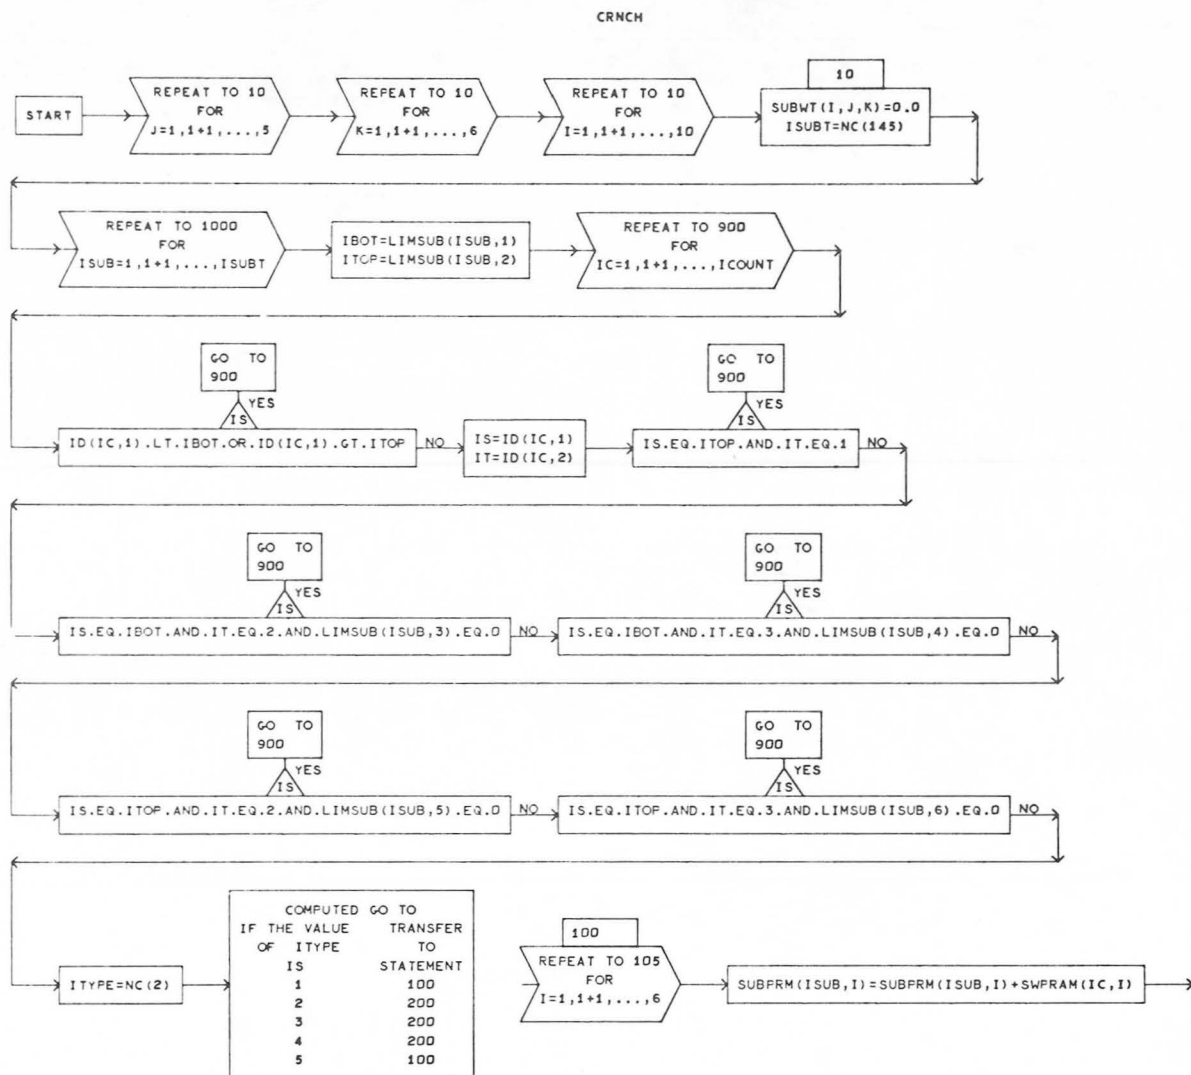 CRNCH
START
REPEAT TO 10
FOR
J=1,1+1,...,5
REPEAT TO 10
FOR
K=1,1+1,...,6
REPEAT TO 10
FOR
I=1,1+1,...,10
10
SUBWT(I,J,K)=0.0
ISUBT=NC(145)
REPEAT TO 1000
FOR
ISUB=1,1+1,...,ISUBT
IBOT=LIMSUB(ISUB,1)
ITOP=LIMSUB(ISUB,2)
REPEAT TO 900
FOR
IC=1,1+1,...,ICOUNT
GO TO
900
YES
IS
ID(IC,1).LT.IBOT.OR.ID(IC,1).GT.ITOP
NO
IS=ID(IC,1)
IT=ID(IC,2)
GO TO
900
YES
IS
IS.EQ.ITOP.AND.IT.EQ.1
NO
GO TO
900
YES
IS
IS.EQ.IBOT.AND.IT.EQ.2.AND.LIMSUB(ISUB,3).EQ.0
NO
GO TO
900
YES
IS
IS.EQ.IBOT.AND.IT.EQ.3.AND.LIMSUB(ISUB,4).EQ.0
NO
GO TO
900
YES
IS
IS.EQ.ITOP.AND.IT.EQ.2.AND.LIMSUB(ISUB,5).EQ.0
NO
GO TO
900
YES
IS
IS.EQ.ITOP.AND.IT.EQ.3.AND.LIMSUB(ISUB,6).EQ.0
NO
ITYPE=NC(2)
COMPUTED GO TO
IF THE VALUE TRANSFER
OF ITYPE TO
IS STATEMENT
1 100
2 200
3 200
4 200
5 100
100
REPEAT TO 105
FOR
I=1,1+1,...,6
SUBPRM(ISUB,I)=SUBPRM(ISUB,I)+SWPRAM(IC,I)